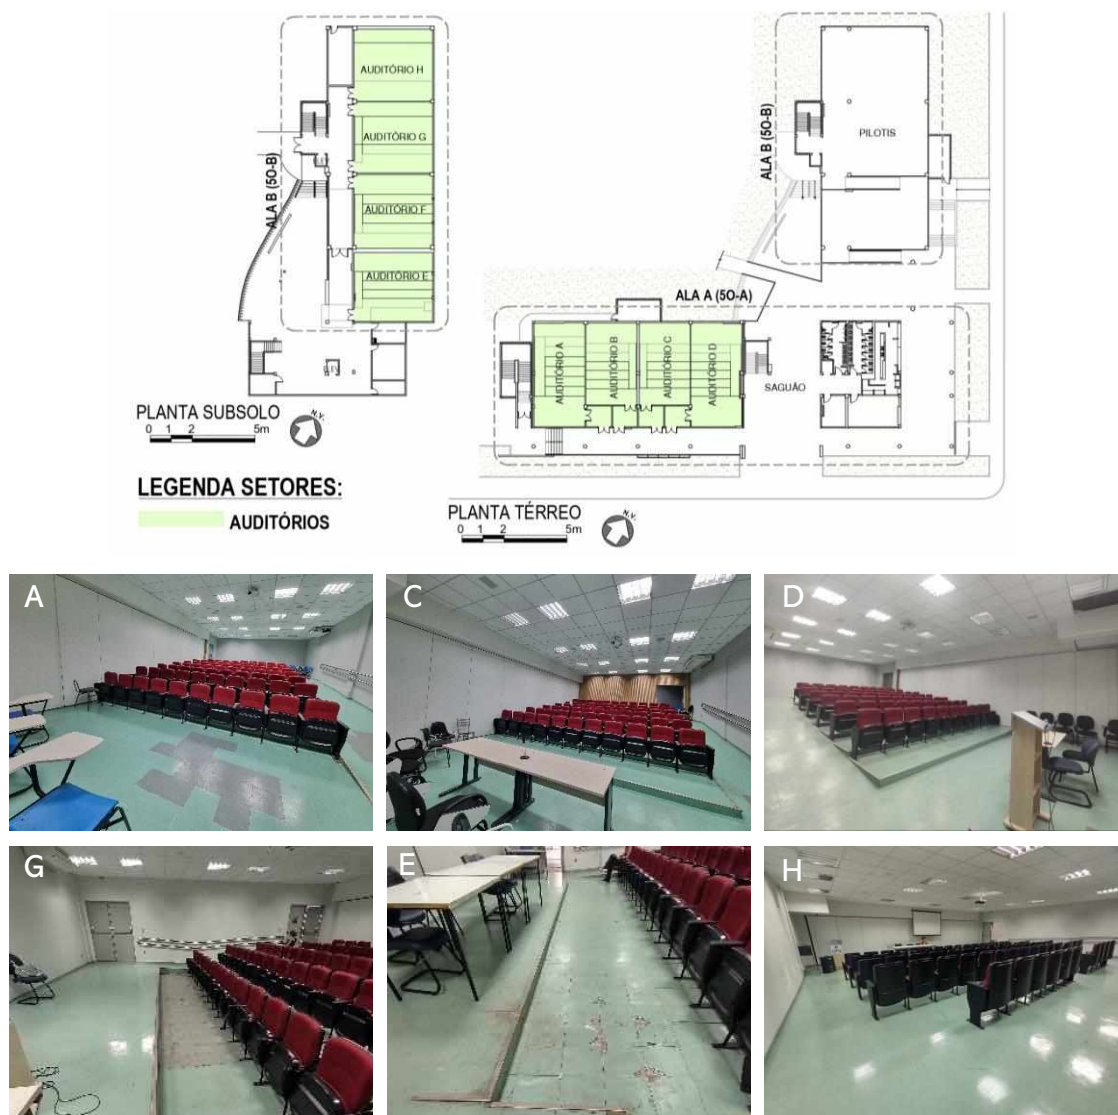 AUDITÓRIO H
AUDITÓRIO G
ALA B (5O-B)
AUDITÓRIO F
AUDITÓRIO E
PLANTA SUBSOLO
0 1 2 5m
N.V.
LEGENDA SETORES:
AUDITÓRIOS
ALA B (5O-B)
PILOTIS
ALA A (5O-A)
AUDITÓRIO A
AUDITÓRIO B
AUDITÓRIO C
AUDITÓRIO D
SAGUÃO
PLANTA TÉRREO
0 1 2 5m
N.V.
A
C
D
G
E
H